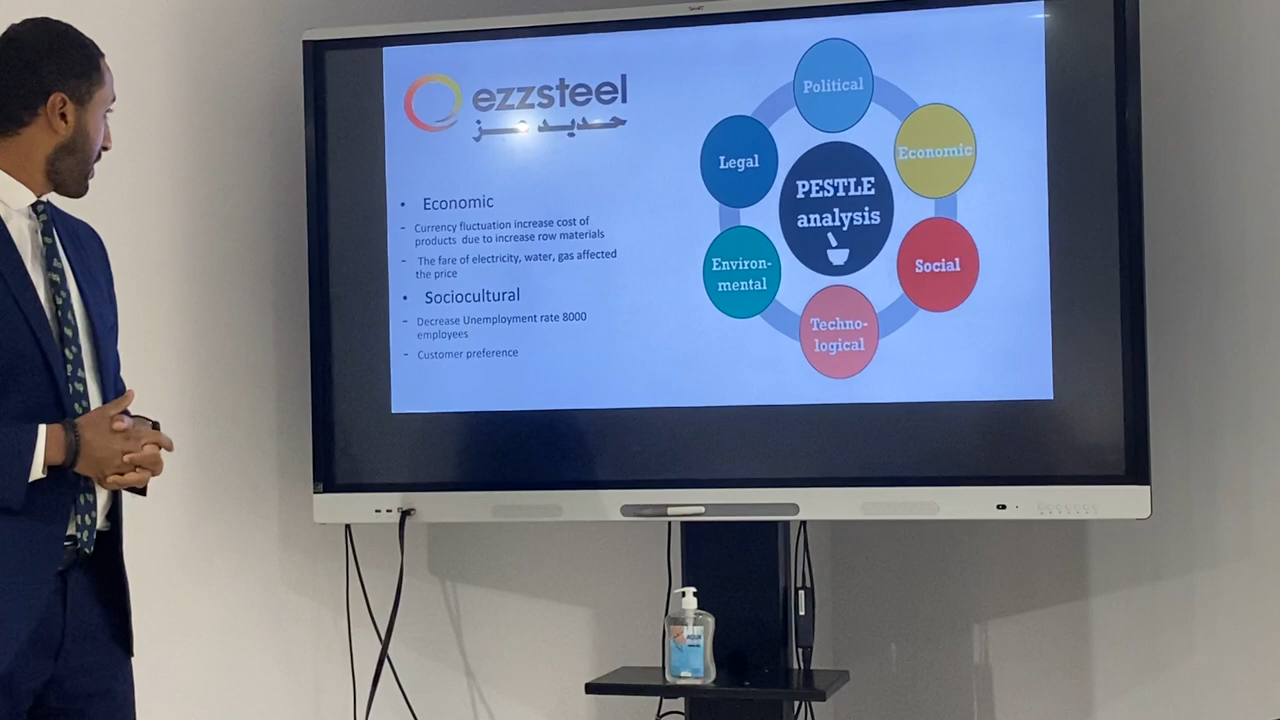 ezzsteel
حديد عز
• Economic
- Currency fluctuation increase cost of
products due to increase row materials
- The fare of electricity, water, gas affected
the price
• Sociocultural
- Decrease Unemployment rate 8000
employees
- Customer preference
Political
Economic
Social
Techno-
logical
Environ-
mental
Legal
PESTLE
analysis
AQUA